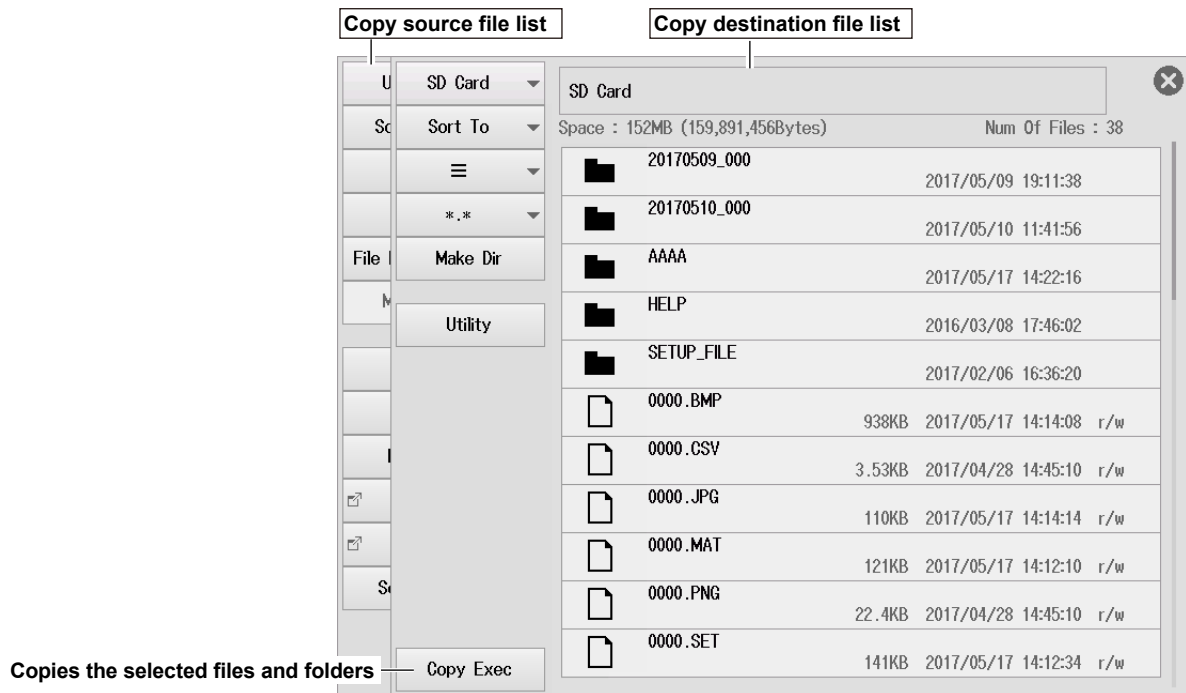 Copy source file list
Copy destination file list
SD Card
SD Card
Sort To
Space : 152MB (159,891,456Bytes)
Num Of Files : 38
*.*
Make Dir
Utility
20170509_000
2017/05/09 19:11:38
20170510_000
2017/05/10 11:41:56
AAAA
2017/05/17 14:22:16
HELP
2016/03/08 17:46:02
SETUP_FILE
2017/02/06 16:36:20
0000.BMP
938KB 2017/05/17 14:14:08 r/w
0000.CSV
3.53KB 2017/04/28 14:45:10 r/w
0000.JPG
110KB 2017/05/17 14:14:14 r/w
0000.MAT
121KB 2017/05/17 14:12:10 r/w
0000.PNG
22.4KB 2017/04/28 14:45:10 r/w
0000.SET
141KB 2017/05/17 14:12:34 r/w
File
Copies the selected files and folders
Copy Exec